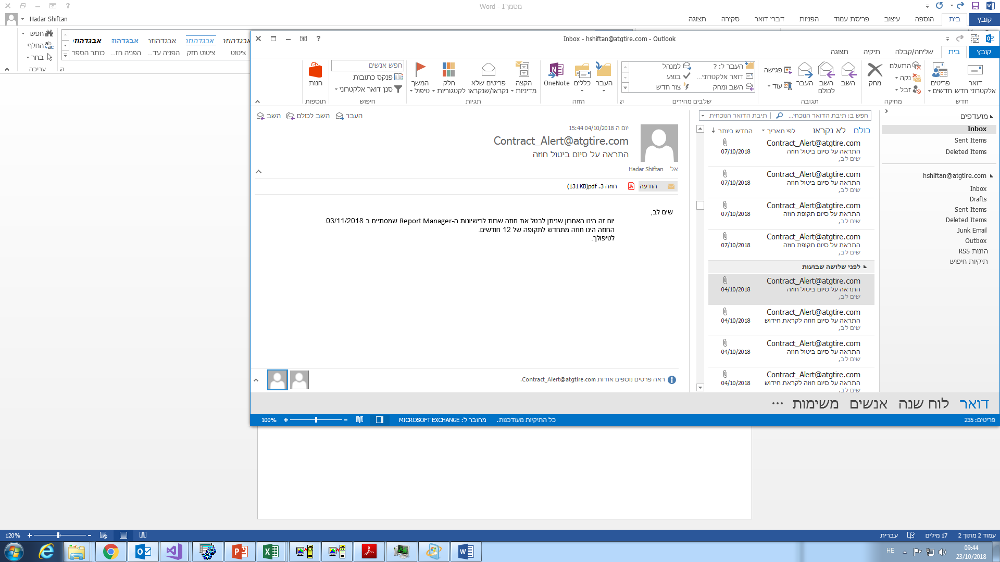 מסמך1 - Word
Hadar Shiftan
קובץ
בית
הוספה
עיצוב
פריסת עמוד
הפניות
דברי דואר
סקירה
תצוגה
חפש
החלף
בחר
עריכה
ציטוט
ציטוט חזק
הפניה עד...
הפניה חז...
כותר הספר
Inbox - hshiftan@atgtire.com - Outlook
קובץ
בית
שליחה/קבלה
תיקיה
תצוגה
דואר אלקטרוני חדש
פריטים חדשים
חדש
התעלם
נקה
זבל
מחק
מחיקה
השב
השב לכולם
העבר
פגישה
עוד
תגובה
העבר ל: ?
דואר אלקטרוני...
השב ומחק
למנהל
בוצע
צור חדש
שלבים מהירים
העבר
כללים
OneNote
הזזה
הקצה מדיניות
פריטים שלא נקראו/שנקראו
חלק לקטגוריות
המשך טיפול
תגיות
חפש אנשים
פנקס כתובות
סנן דואר אלקטרוני
חיפוש
חנות
תוספות
מועדפים
Inbox
Sent Items
Deleted Items
hshiftan@atgtire.com
Inbox
Drafts
Sent Items
Deleted Items
Junk Email
Outbox
הזנות RSS
תיקיות חיפוש
חפש ב: תיבת הדואר הנוכחי...
תיבת הדואר הנוכחית
כולם
לא נקראו
לפי תאריך
החדש ביותר
Contract_Alert@atgtire.com
התראה על סיום ביטול חוזה 07/10/2018
שים לב,
Contract_Alert@atgtire.com
התראה על סיום ביטול חוזה 07/10/2018
שים לב,
Contract_Alert@atgtire.com
התראת על סיום תקופת חוזה 07/10/2018
שים לב,
Contract_Alert@atgtire.com
התראת על סיום תקופת חוזה 07/10/2018
שים לב,
לפני שלושה שבועות
Contract_Alert@atgtire.com
התראה על סיום ביטול חוזה 04/10/2018
שים לב,
Contract_Alert@atgtire.com
התראה על סיום חוזה לקראת חידוש 04/10/2018
שים לב,
Contract_Alert@atgtire.com
התראה על סיום ביטול חוזה 04/10/2018
שים לב,
Contract_Alert@atgtire.com
התראה על סיום חוזה לקראת חידוש 04/10/2018
שים לב,
השב
השב לכולם
העבר
יום ה 04/10/2018 15:44
Contract_Alert@atgtire.com
התראה על סיום ביטול חוזה
אל Hadar Shiftan
הודעה
חוזה 3. pdf(131 KB)
שים לב,
יום זה הינו האחרון שניתן לבטל את חוזה שרות לרישיונות ה-Report Manager שמסתיים ב 03/11/2018.
החוזה הינו חוזה מתחדש לתקופה של 12 חודשים.
לטיפולך.
ראה פרטים נוספים אודות Contract_Alert@atgtire.com.
דואר
לוח שנה
אנשים
משימות
פריטים: 235
כל התיקיות מעודכנות.
מחובר ל: MICROSOFT EXCHANGE
100%
עמוד 2 מתוך 2
17 מילים
עברית
120%
HE
09:44
23/10/2018